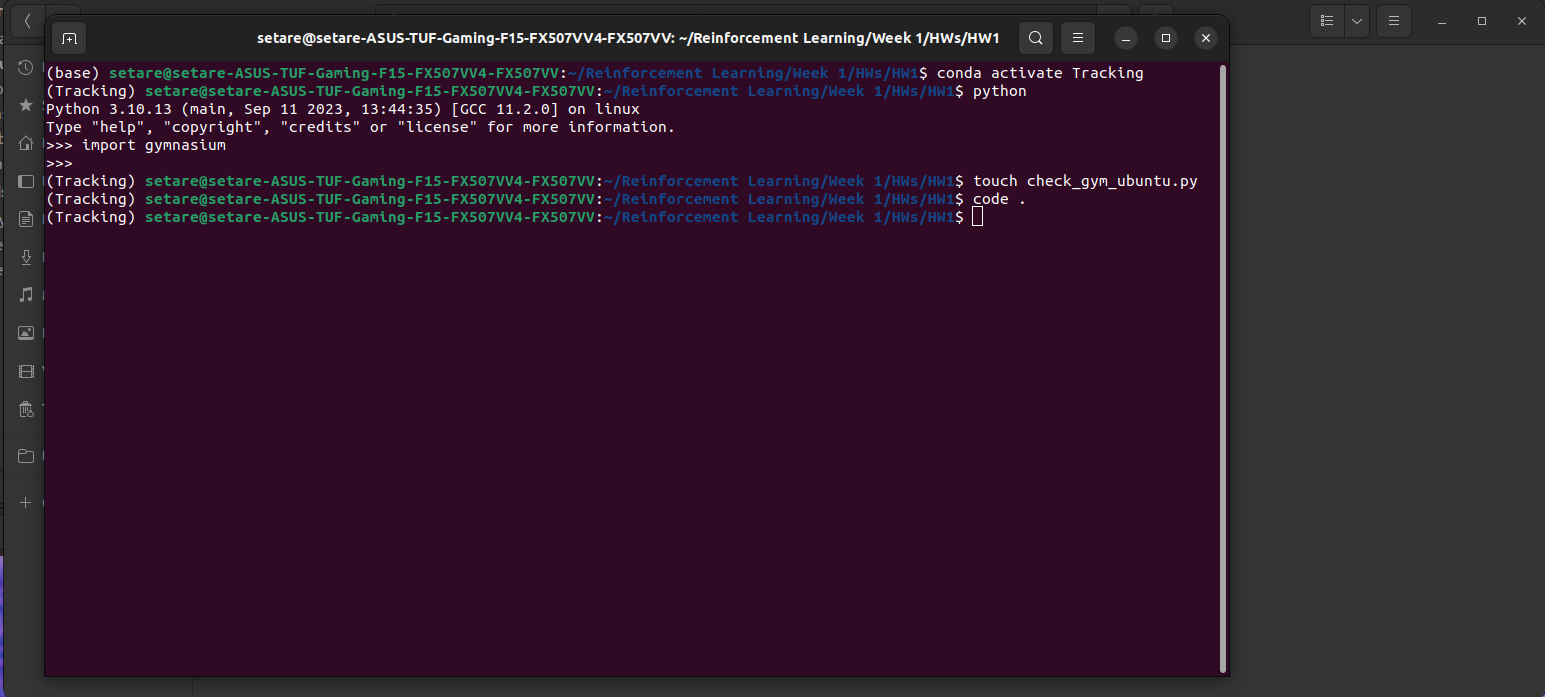 setare@setare-ASUS-TUF-Gaming-F15-FX507VV4-FX507VV: ~/Reinforcement Learning/Week 1/HWs/HW1
(base) setare@setare-ASUS-TUF-Gaming-F15-FX507VV4-FX507VV:~/Reinforcement Learning/Week 1/HWs/HW1$ conda activate Tracking
(Tracking) setare@setare-ASUS-TUF-Gaming-F15-FX507VV4-FX507VV:~/Reinforcement Learning/Week 1/HWs/HW1$ python
Python 3.10.13 (main, Sep 11 2023, 13:44:35) [GCC 11.2.0] on linux
Type "help", "copyright", "credits" or "license" for more information.
>>> import gymnasium
>>>
(Tracking) setare@setare-ASUS-TUF-Gaming-F15-FX507VV4-FX507VV:~/Reinforcement Learning/Week 1/HWs/HW1$ touch check_gym_ubuntu.py
(Tracking) setare@setare-ASUS-TUF-Gaming-F15-FX507VV4-FX507VV:~/Reinforcement Learning/Week 1/HWs/HW1$ code .
(Tracking) setare@setare-ASUS-TUF-Gaming-F15-FX507VV4-FX507VV:~/Reinforcement Learning/Week 1/HWs/HW1$